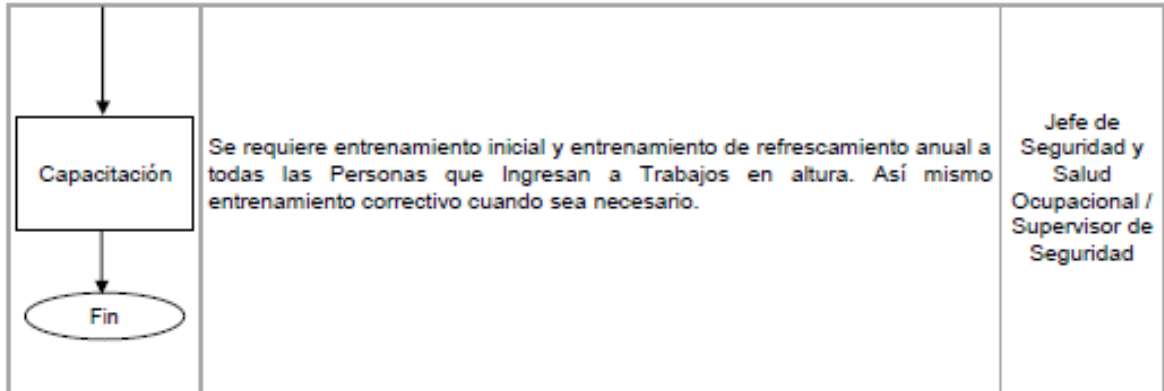 Capacitación
Fin
Se requiere entrenamiento inicial y entrenamiento de refrescamiento anual a
todas las Personas que Ingresan a Trabajos en altura. Así mismo
entrenamiento correctivo cuando sea necesario.
Jefe de
Seguridad y
Salud
Ocupacional /
Supervisor de
Seguridad